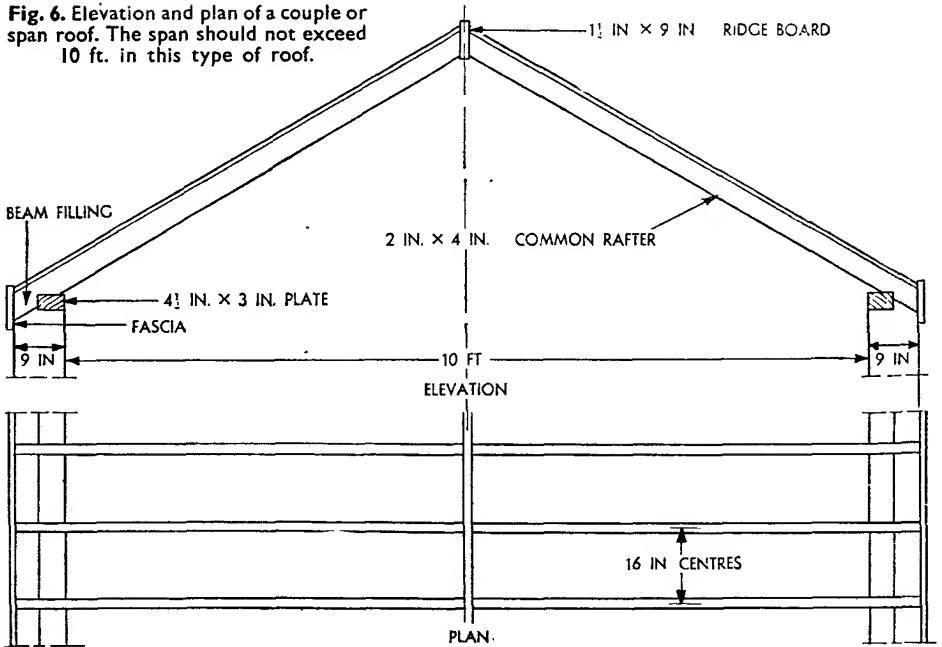 Fig. 6. Elevation and plan of a couple or
span roof. The span should not exceed
10 ft. in this type of roof.
1½ IN × 9 IN RIDGE BOARD
BEAM FILLING
2 IN. × 4 IN. COMMON RAFTER
4½ IN. × 3 IN. PLATE
FASCIA
9 IN
10 FT
9 IN
ELEVATION
16 IN CENTRES
PLAN.